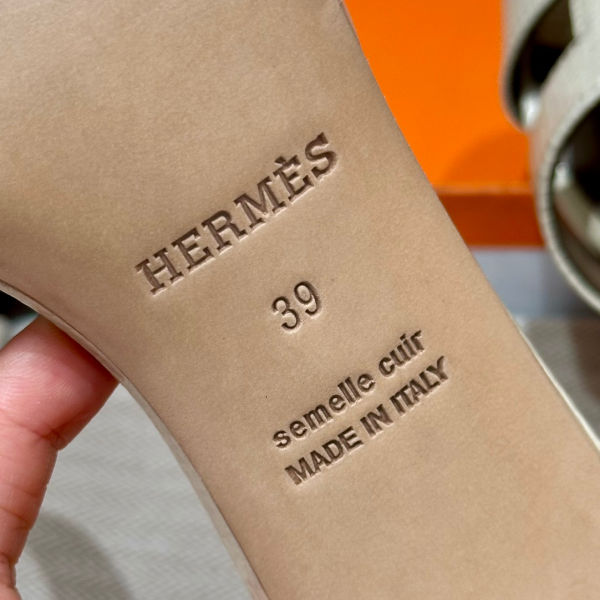 HERMÈS
39
semelle cuir
MADE IN ITALY